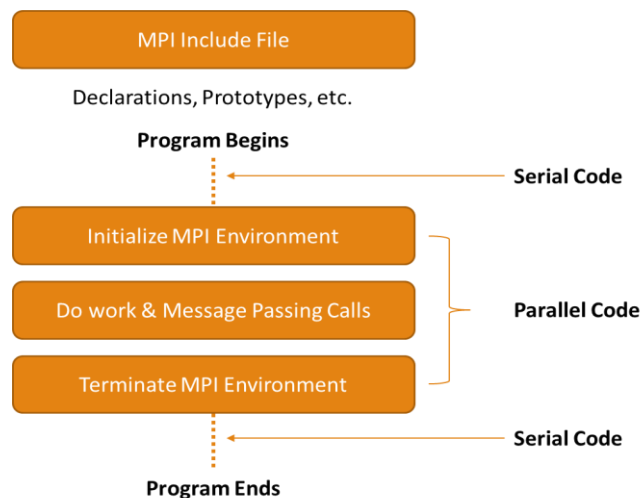 MPI Include File
Declarations, Prototypes, etc.
Program Begins
Serial Code
Initialize MPI Environment
Do work & Message Passing Calls
Parallel Code
Terminate MPI Environment
Serial Code
Program Ends